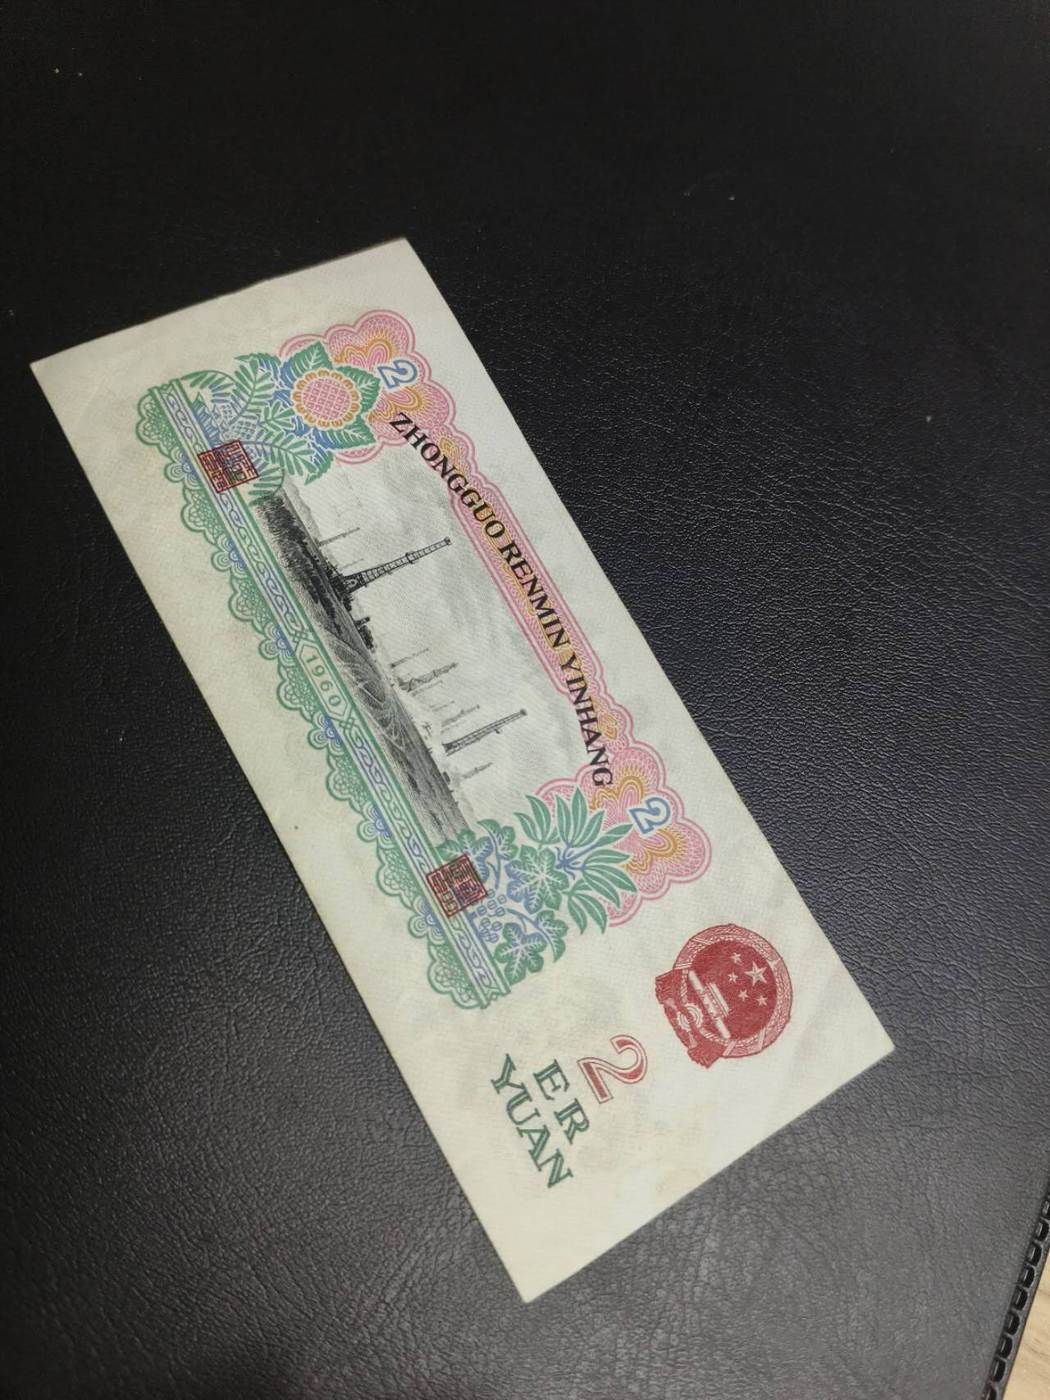 2
ZHONGGUO RENMIN YINHANG
2
1960
2
ER
YUAN